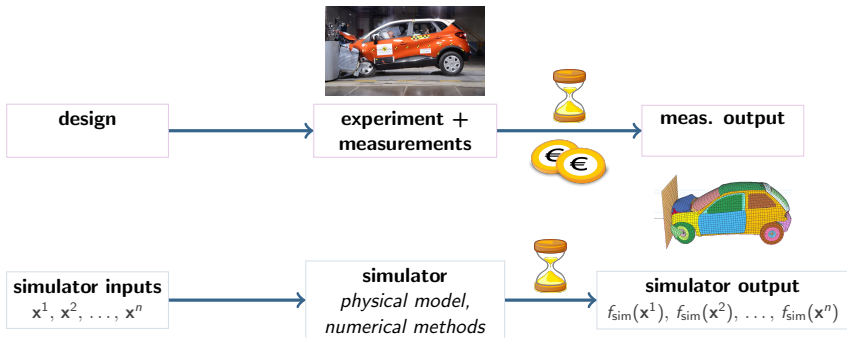 design
experiment +
measurements
meas. output
€
€
simulator inputs
x¹, x², . . . , xⁿ
simulator
physical model,
numerical methods
simulator output
f_sim(x¹), f_sim(x²), . . . , f_sim(xⁿ)